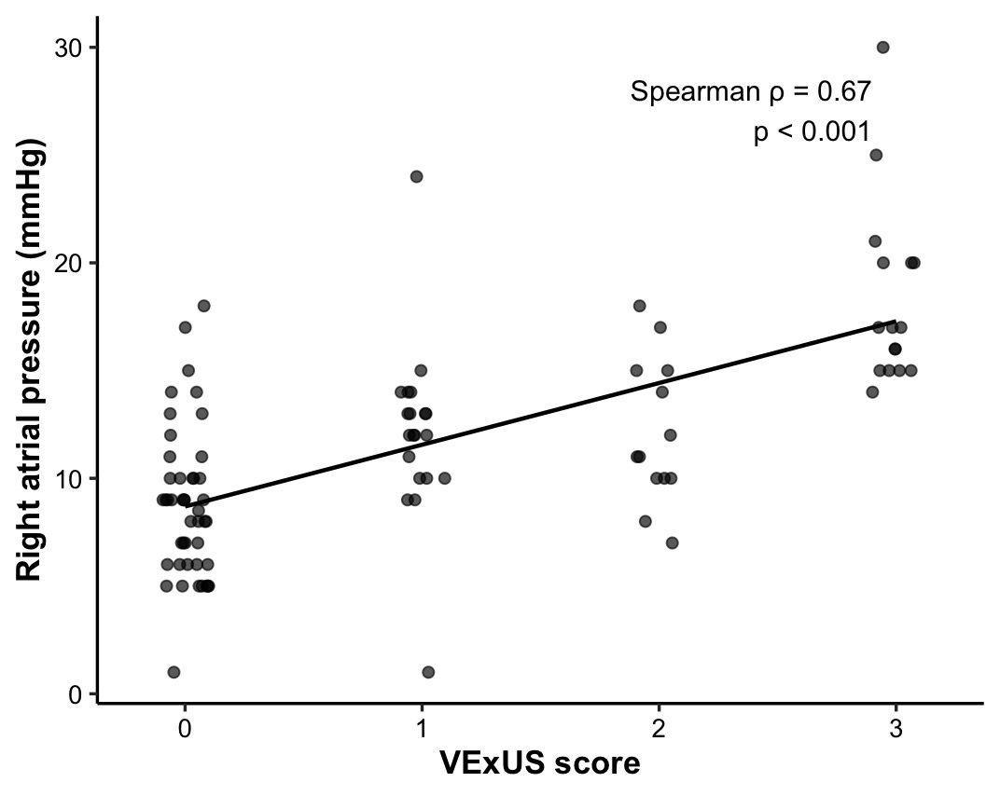 30
Spearman ρ = 0.67
p < 0.001
20
10
0
Right atrial pressure (mmHg)
0 1 2 3
VExUS score